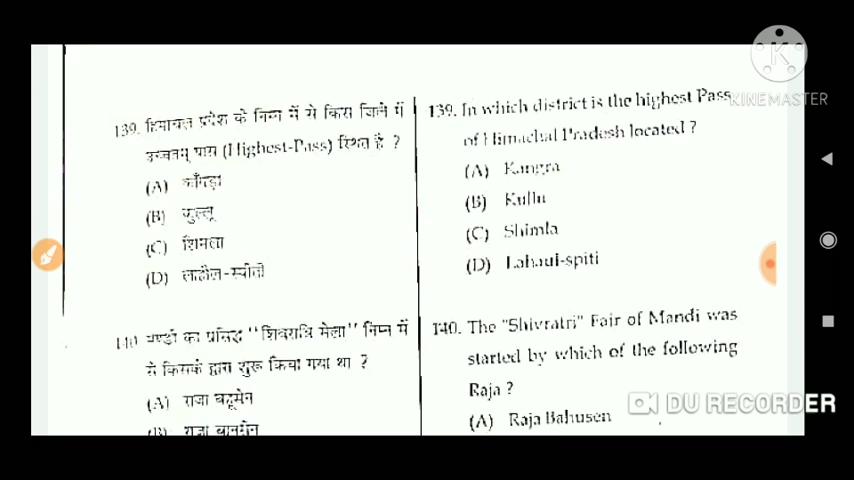 K
KINEMASTER
139. हिमाचल प्रदेश के निम्न में से किस जिले में
उच्चतम् पास (Highest-Pass) स्थित है ?
(A) काँगड़ा
(B) कुल्लू
(C) शिमला
(D) लाहौल-स्पीती
140. मण्डी का प्रसिद्ध "शिवरात्रि मेला" निम्न में
से किसके द्वारा शुरू किया गया था ?
(A) राजा बहूसेन
(B) राजा बानसेन
139. In which district is the highest Pass
of Himachal Pradesh located ?
(A) Kangra
(B) Kullu
(C) Shimla
(D) Lahaul-spiti
140. The "Shivratri" Fair of Mandi was
started by which of the following
Raja ?
(A) Raja Bahusen
DU RECORDER